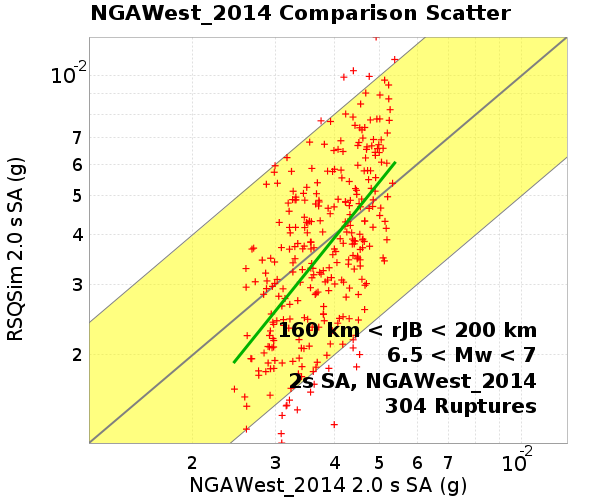 NGAWest_2014 Comparison Scatter
10-2
7
6
5
4
3
2
RSQSim 2.0 s SA (g)
160 km < rJB < 200 km
6.5 < Mw < 7
2s SA, NGAWest_2014
304 Ruptures
2 3 4 5 6 7 10-2
NGAWest_2014 2.0 s SA (g)